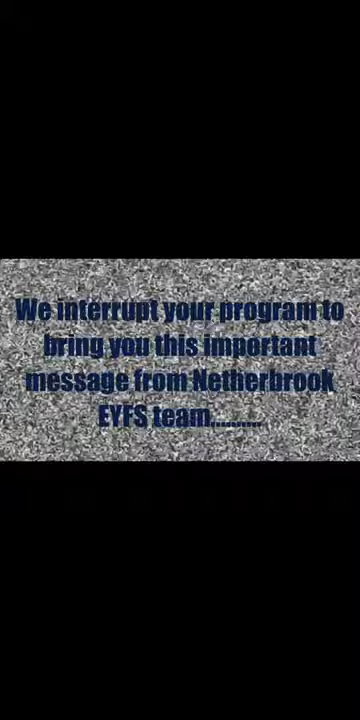 We interrupt your program to
bring you this important
message from Netherbrook
EYFS team..........